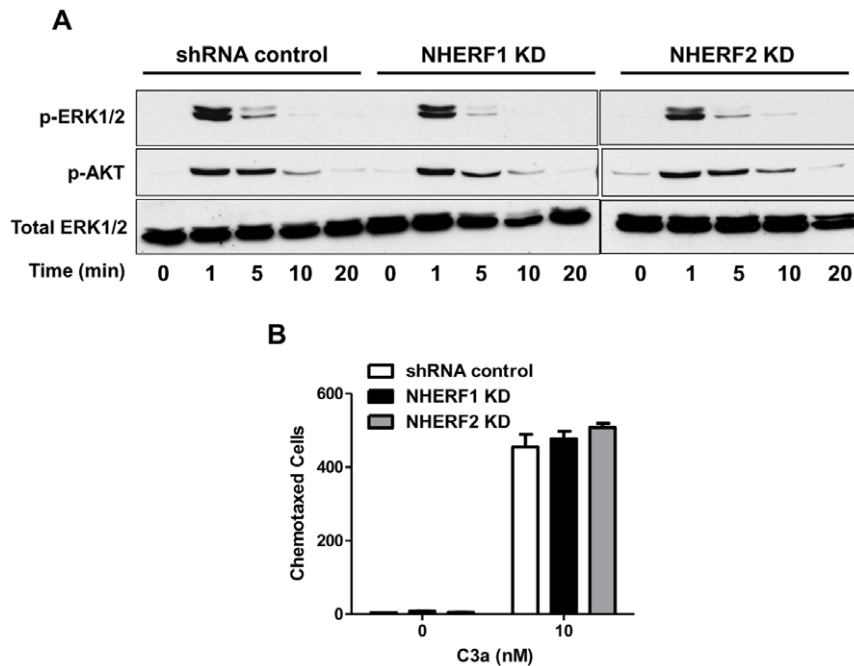 A
shRNA control NHERF1 KD NHERF2 KD
p-ERK1/2
p-AKT
Total ERK1/2
Time (min) 0 1 5 10 20 0 1 5 10 20 0 1 5 10 20
B
shRNA control
NHERF1 KD
NHERF2 KD
600
400
200
0
Chemotaxed Cells
0 10
C3a (nM)